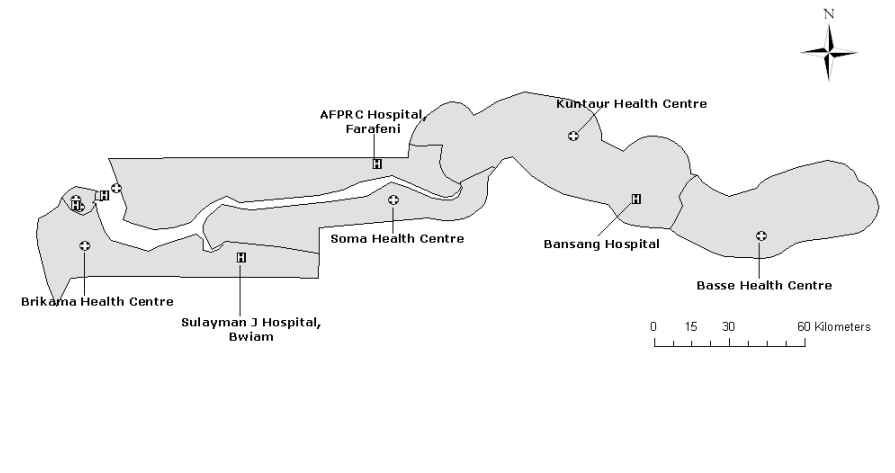 N
Kuntaur Health Centre
AFPRC Hospital,
Farafeni
H
H
H
H
Soma Health Centre
Bansang Hospital
H
Basse Health Centre
Brikama Health Centre
Sulayman J Hospital,
Bwiam
0 15 30 60 Kilometers